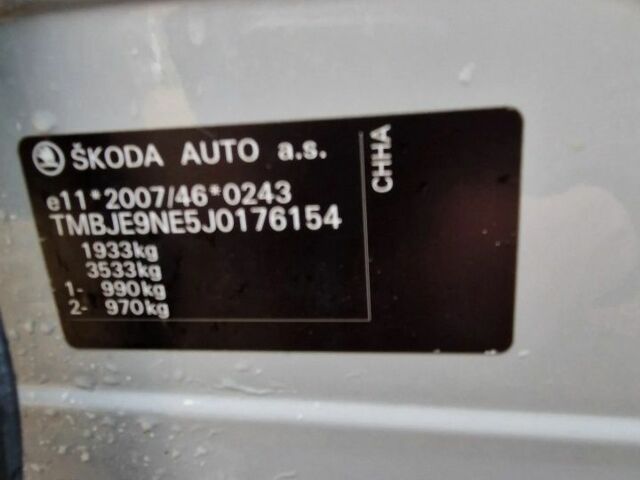 ŠKODA AUTO a.s.
e11*2007/46*0243
TMBJE9NE5J0176154
1933kg
3533kg
1- 990kg
2- 970kg
CHHA